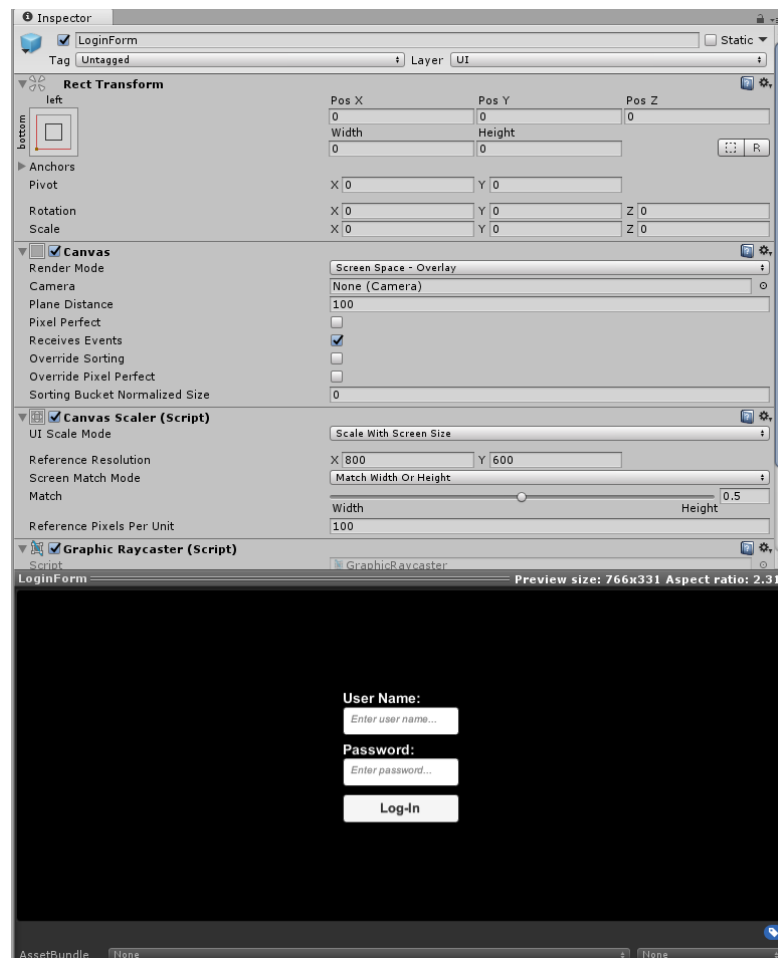 Inspector
LoginForm Static
Tag Untagged Layer UI
Rect Transform
left Pos X Pos Y Pos Z
bottom 0 0 0
Width Height
0 0 R
Anchors
Pivot X 0 Y 0
Rotation X 0 Y 0 Z 0
Scale X 0 Y 0 Z 0
Canvas
Render Mode Screen Space - Overlay
Camera None (Camera)
Plane Distance 100
Pixel Perfect
Receives Events
Override Sorting
Override Pixel Perfect
Sorting Bucket Normalized Size 0
Canvas Scaler (Script)
UI Scale Mode Scale With Screen Size
Reference Resolution X 800 Y 600
Screen Match Mode Match Width Or Height
Match 0.5
Width Height
Reference Pixels Per Unit 100
Graphic Raycaster (Script)
Script GraphicRaycaster
LoginForm Preview size: 766x331 Aspect ratio: 2.31
User Name:
Enter user name...
Password:
Enter password...
Log-In
AssetBundle None None